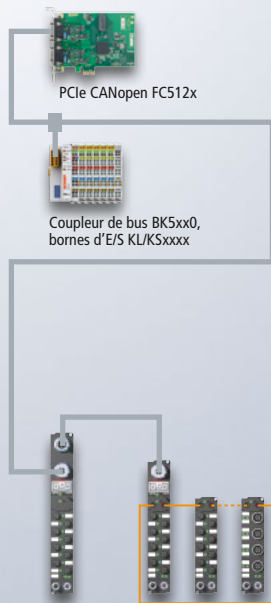 PCIe CANopen FC512x
Coupleur de bus BK5xx0,
bornes d'E/S KL/KSxxxx